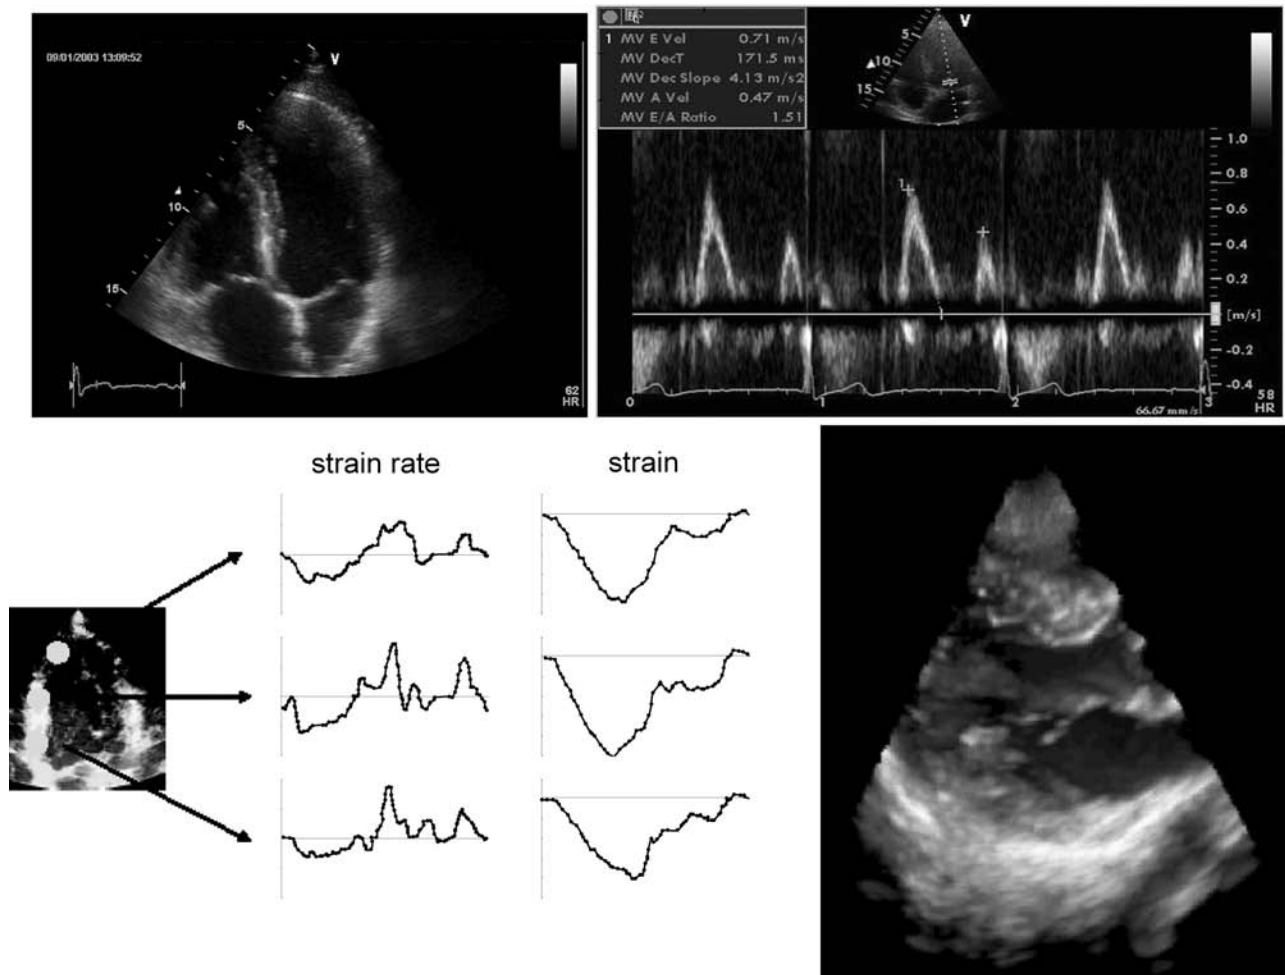 09/01/2003 13:09:52
V
5
10
15
62
HR
1 MV E Vel 0.71 m/s
MV DecT 171.5 ms
MV Dec Slope 4.13 m/s2
MV A Vel 0.47 m/s
MV E/A Ratio 1.51
V
5
10
15
1.0
0.8
0.6
0.4
0.2
[m/s]
-0.2
-0.4
1
0
1
2
3
66.67 mm/s
58
HR
strain rate
strain